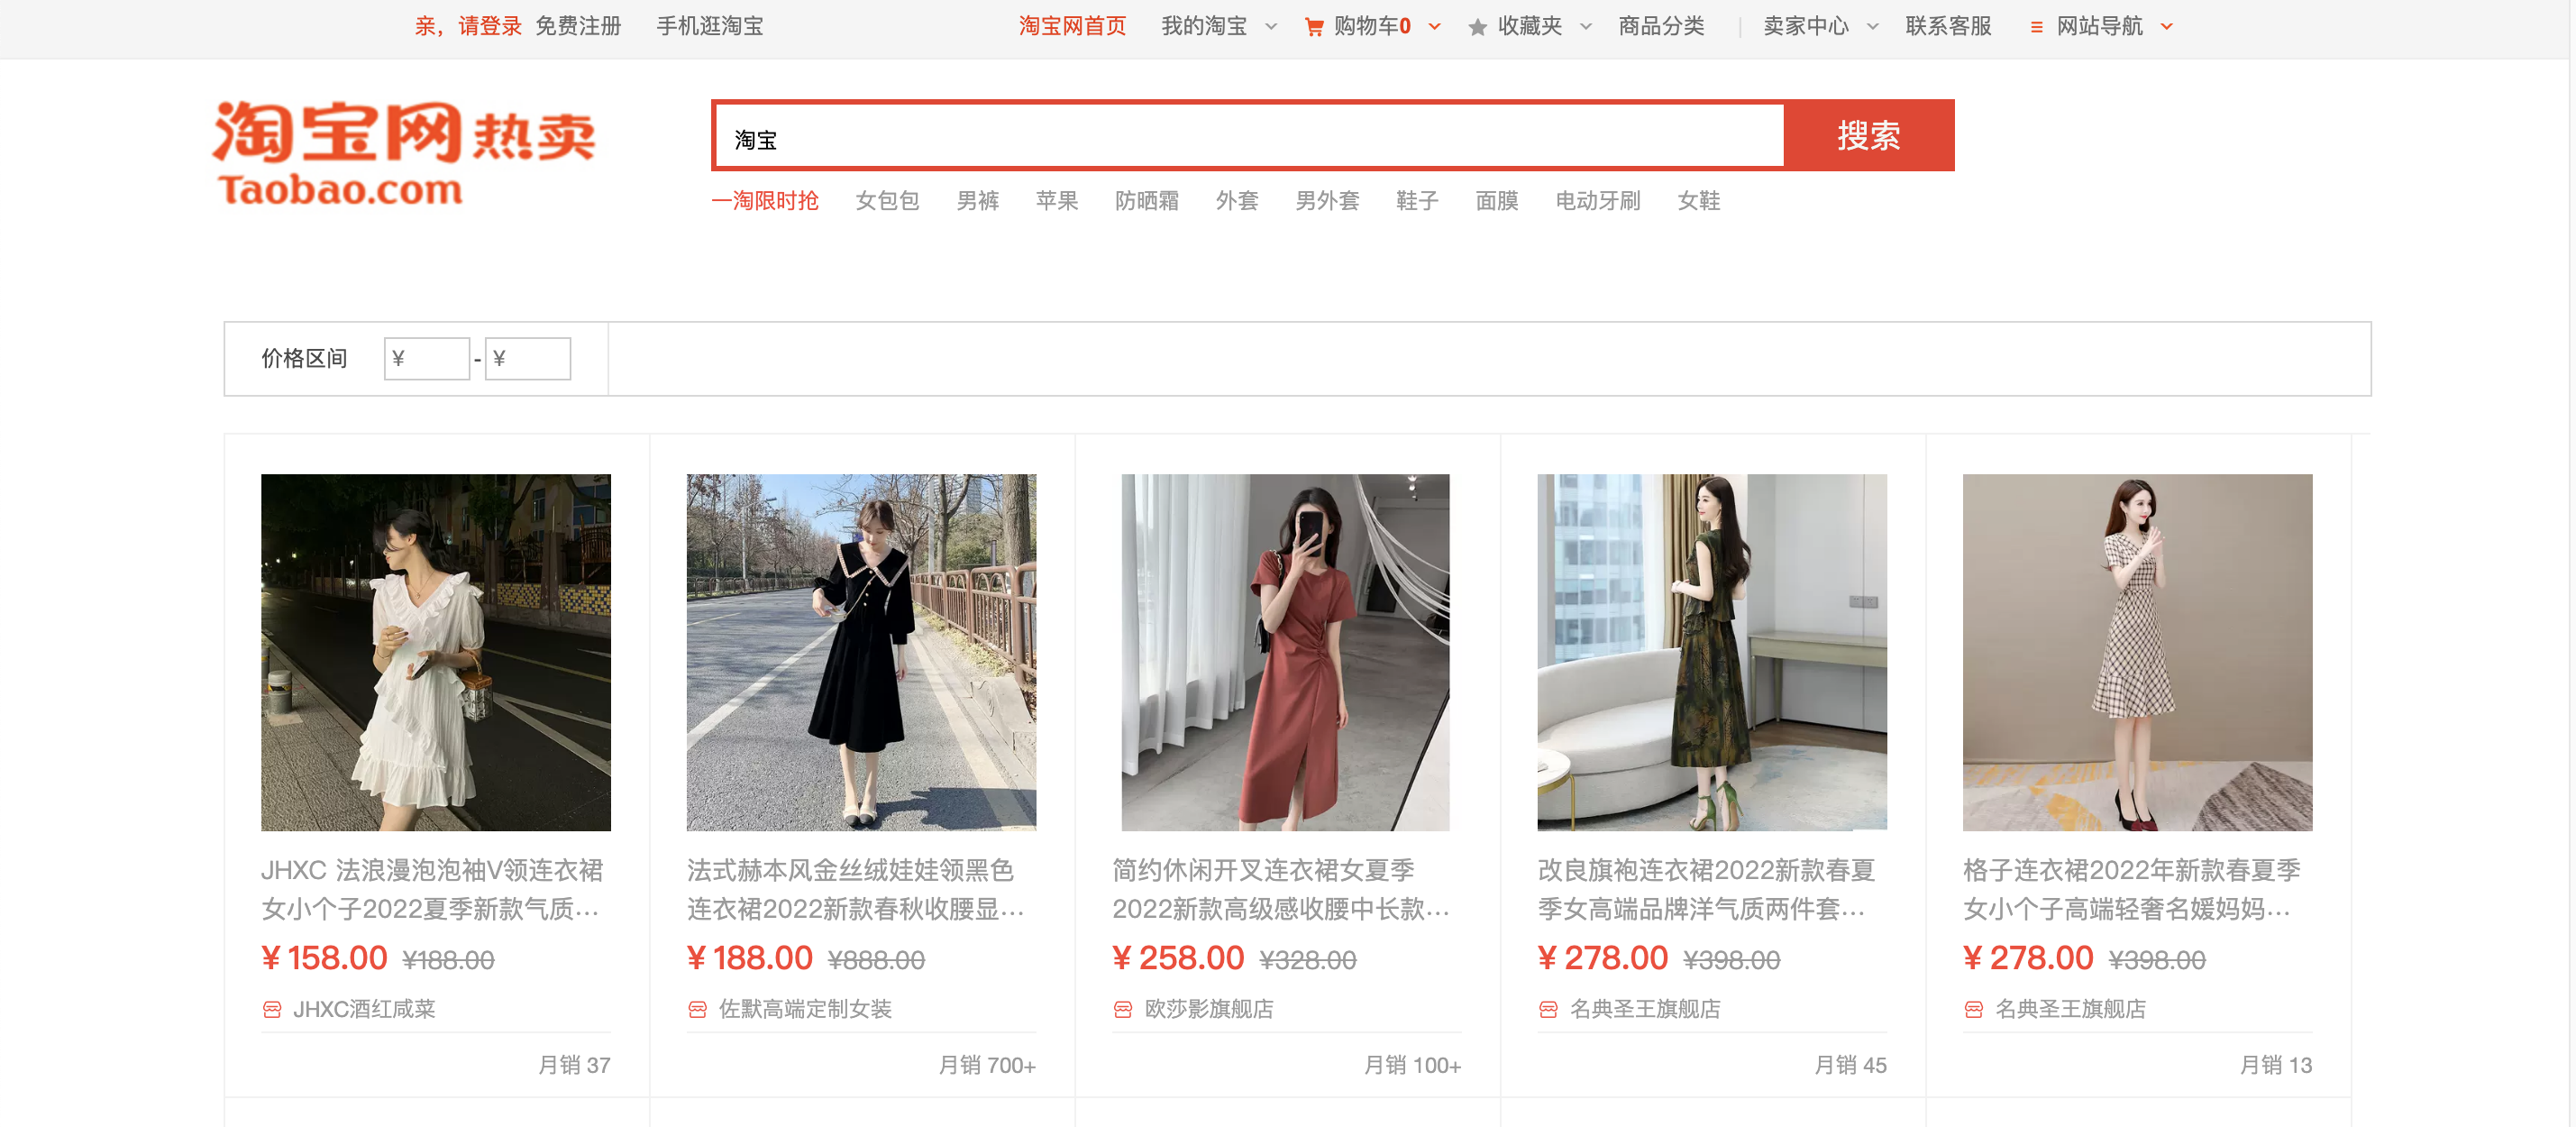 亲，请登录 免费注册 手机逛淘宝 淘宝网首页 我的淘宝 购物车0 收藏夹 商品分类 | 卖家中心 联系客服 网站导航
淘宝网热卖
Taobao.com
淘宝 搜索
一淘限时抢 女包包 男裤 苹果 防晒霜 外套 男外套 鞋子 面膜 电动牙刷 女鞋
价格区间 ¥ - ¥
JHXC 法浪漫泡泡袖V领连衣裙
女小个子2022夏季新款气质…
¥ 158.00 ¥188.00
JHXC酒红咸菜
月销 37
法式赫本风金丝绒娃娃领黑色
连衣裙2022新款春秋收腰显…
¥ 188.00 ¥888.00
佐默高端定制女装
月销 700+
简约休闲开叉连衣裙女夏季
2022新款高级感收腰中长款…
¥ 258.00 ¥328.00
欧莎影旗舰店
月销 100+
改良旗袍连衣裙2022新款春夏
季女高端品牌洋气质两件套…
¥ 278.00 ¥398.00
名典圣王旗舰店
月销 45
格子连衣裙2022年新款春夏季
女小个子高端轻奢名媛妈妈…
¥ 278.00 ¥398.00
名典圣王旗舰店
月销 13